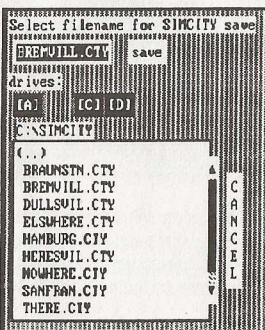 Select filename for SIMCITY save
BREMVILL.CTY save
drives:
[A] [C] [D]
C:\SIMCITY
(..)
BRAUNSTN.CTY
BREMVILL.CTY
DULLSVIL.CTY
ELSWHERE.CTY
HAMBURG.CTY
HERESVIL.CTY
NOWHERE.CTY
SANFRAN.CTY
THERE.CTY
CANCEL